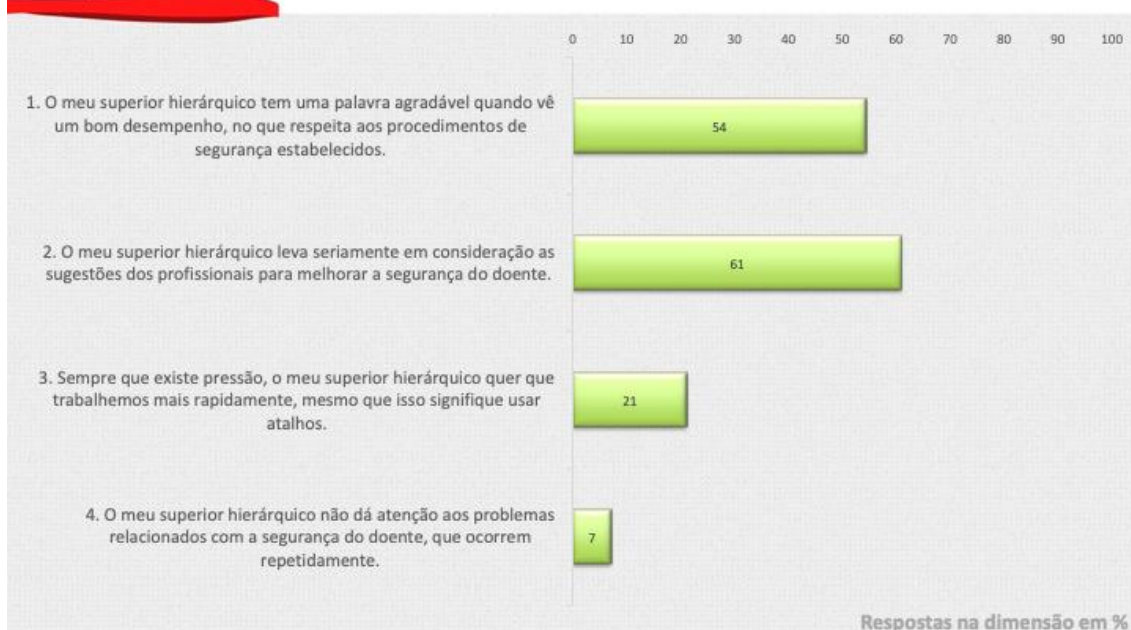 0 10 20 30 40 50 60 70 80 90 100
1. O meu superior hierárquico tem uma palavra agradável quando vê
um bom desempenho, no que respeita aos procedimentos de
segurança estabelecidos.
54
2. O meu superior hierárquico leva seriamente em consideração as
sugestões dos profissionais para melhorar a segurança do doente.
61
3. Sempre que existe pressão, o meu superior hierárquico quer que
trabalhemos mais rapidamente, mesmo que isso signifique usar
atalhos.
21
4. O meu superior hierárquico não dá atenção aos problemas
relacionados com a segurança do doente, que ocorrem
repetidamente.
7
Respostas na dimensão em %